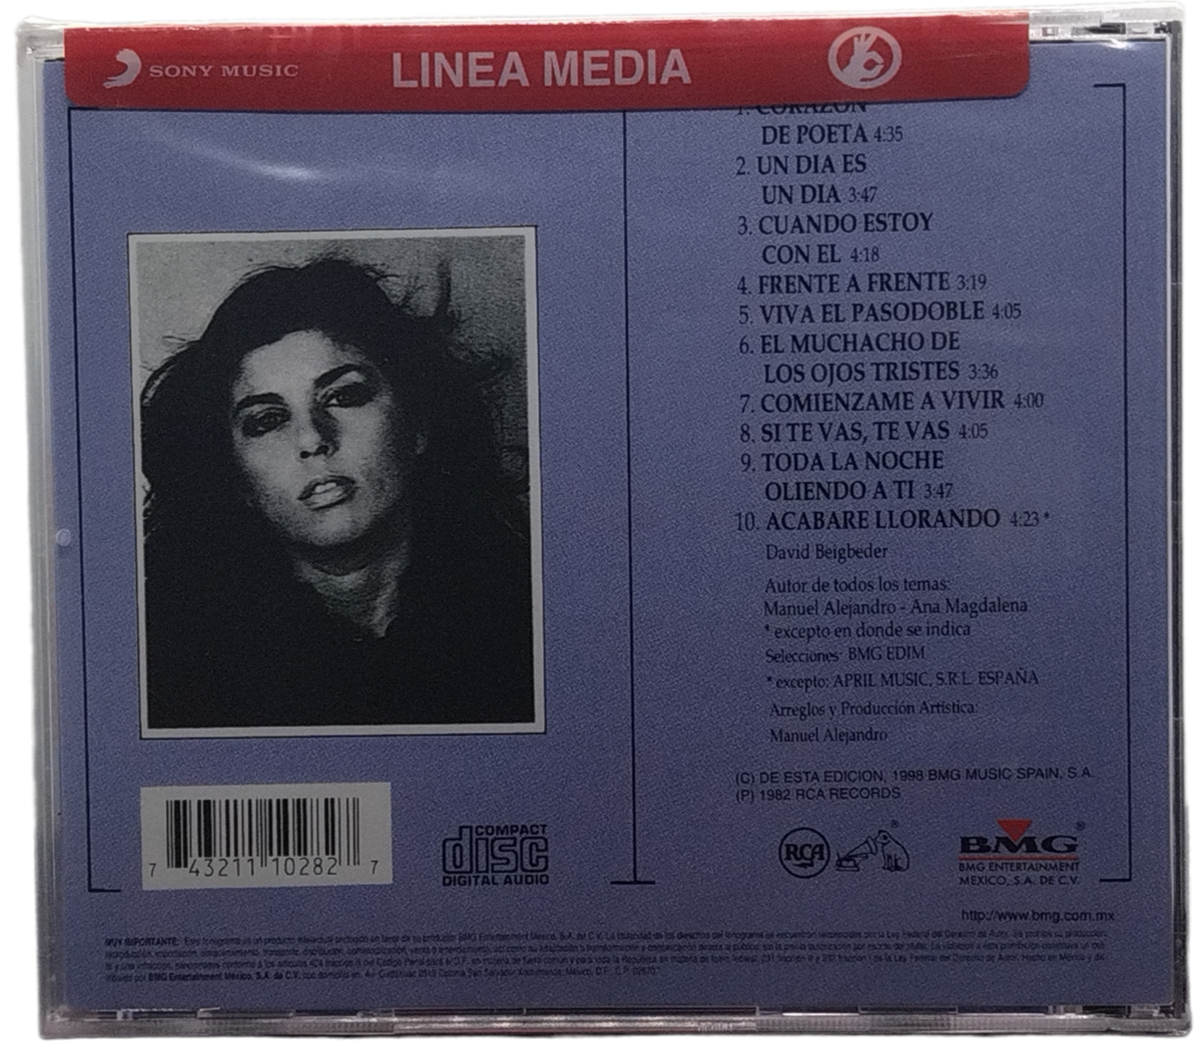 SONY MUSIC
LINEA MEDIA
1. CORAZON
DE POETA 4:35
2. UN DIA ES
UN DIA 3:47
3. CUANDO ESTOY
CON EL 4:18
4. FRENTE A FRENTE 3:19
5. VIVA EL PASODOBLE 4:05
6. EL MUCHACHO DE
LOS OJOS TRISTES 3:36
7. COMIENZAME A VIVIR 4:00
8. SI TE VAS, TE VAS 4:05
9. TODA LA NOCHE
OLIENDO A TI 3:47
10. ACABARE LLORANDO 4:23 *
David Beigbeder
Autor de todos los temas:
Manuel Alejandro - Ana Magdalena
* excepto en donde se indica
Selecciones BMG EDIM
* excepto: APRIL MUSIC, S.R.L. ESPAÑA
Arreglos y Producción Artística:
Manuel Alejandro
(C) DE ESTA EDICION, 1998 BMG MUSIC SPAIN, S.A.
(P) 1982 RCA RECORDS
7 43211 10282 7
COMPACT
disc
DIGITAL AUDIO
RCA
®
BMG®
BMG ENTERTAINMENT
MEXICO, S.A. DE C.V.
http://www.bmg.com.mx
MUY IMPORTANTE:
BMG Entertainment México, S.A. de C.V.